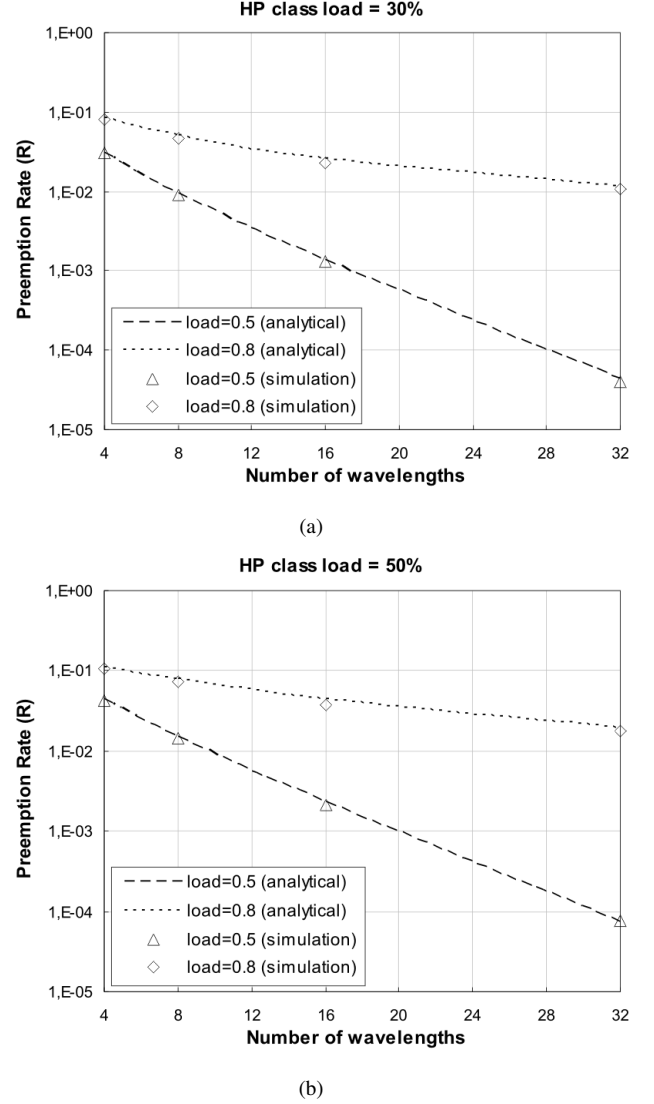 HP class load = 30%
1,E+00
1,E-01
1,E-02
1,E-03
1,E-04
1,E-05
Preemption Rate (R)
load=0.5 (analytical)
load=0.8 (analytical)
load=0.5 (simulation)
load=0.8 (simulation)
4 8 12 16 20 24 28 32
Number of wavelengths
(a)
HP class load = 50%
1,E+00
1,E-01
1,E-02
1,E-03
1,E-04
1,E-05
Preemption Rate (R)
load=0.5 (analytical)
load=0.8 (analytical)
load=0.5 (simulation)
load=0.8 (simulation)
4 8 12 16 20 24 28 32
Number of wavelengths
(b)